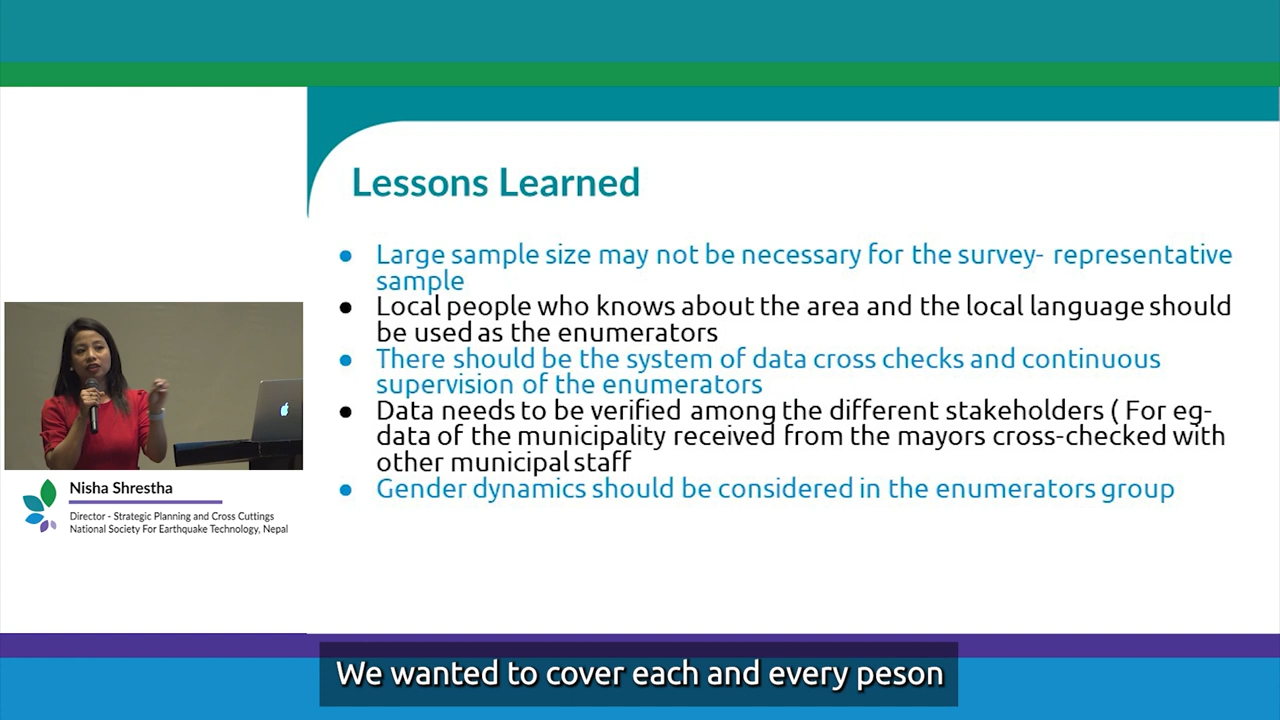 Lessons Learned
● Large sample size may not be necessary for the survey- representative
sample
● Local people who knows about the area and the local language should
be used as the enumerators
● There should be the system of data cross checks and continuous
supervision of the enumerators
● Data needs to be verified among the different stakeholders ( For eg-
data of the municipality received from the mayors cross-checked with
other municipal staff
● Gender dynamics should be considered in the enumerators group
Nisha Shrestha
Director - Strategic Planning and Cross Cuttings
National Society For Earthquake Technology, Nepal
We wanted to cover each and every peson